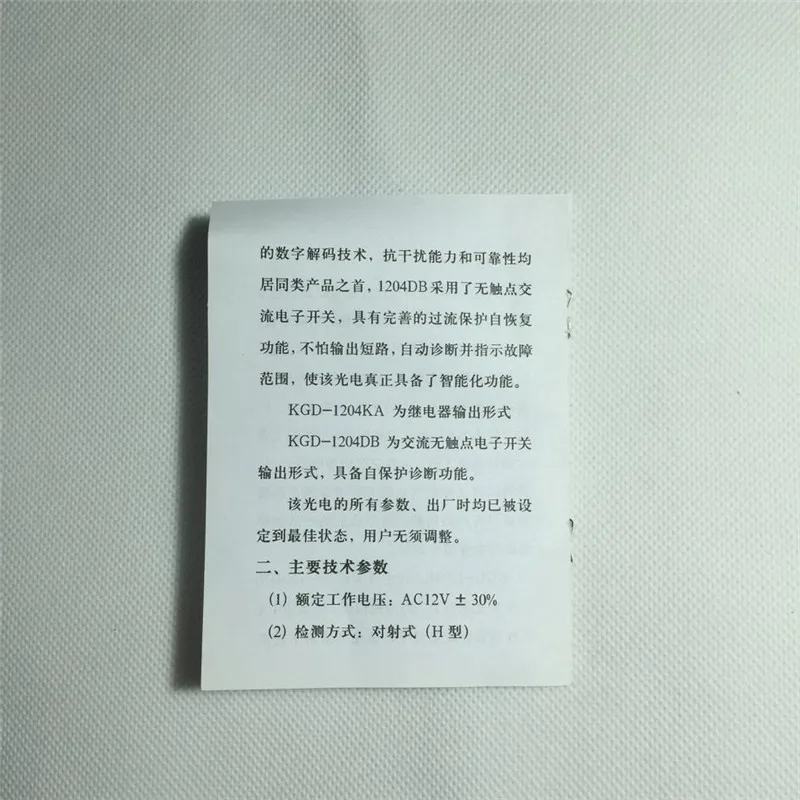 的数字解码技术，抗干扰能力和可靠性均
居同类产品之首，1204DB采用了无触点交
流电子开关，具有完善的过流保护自恢复
功能，不怕输出短路，自动诊断并指示故障
范围，使该光电真正具备了智能化功能。
KGD-1204KA 为继电器输出形式
KGD-1204DB 为交流无触点电子开关
输出形式，具备自保护诊断功能。
该光电的所有参数、出厂时均已被设
定到最佳状态，用户无须调整。
二、主要技术参数
(1) 额定工作电压：AC12V ± 30%
(2) 检测方式：对射式（H 型）